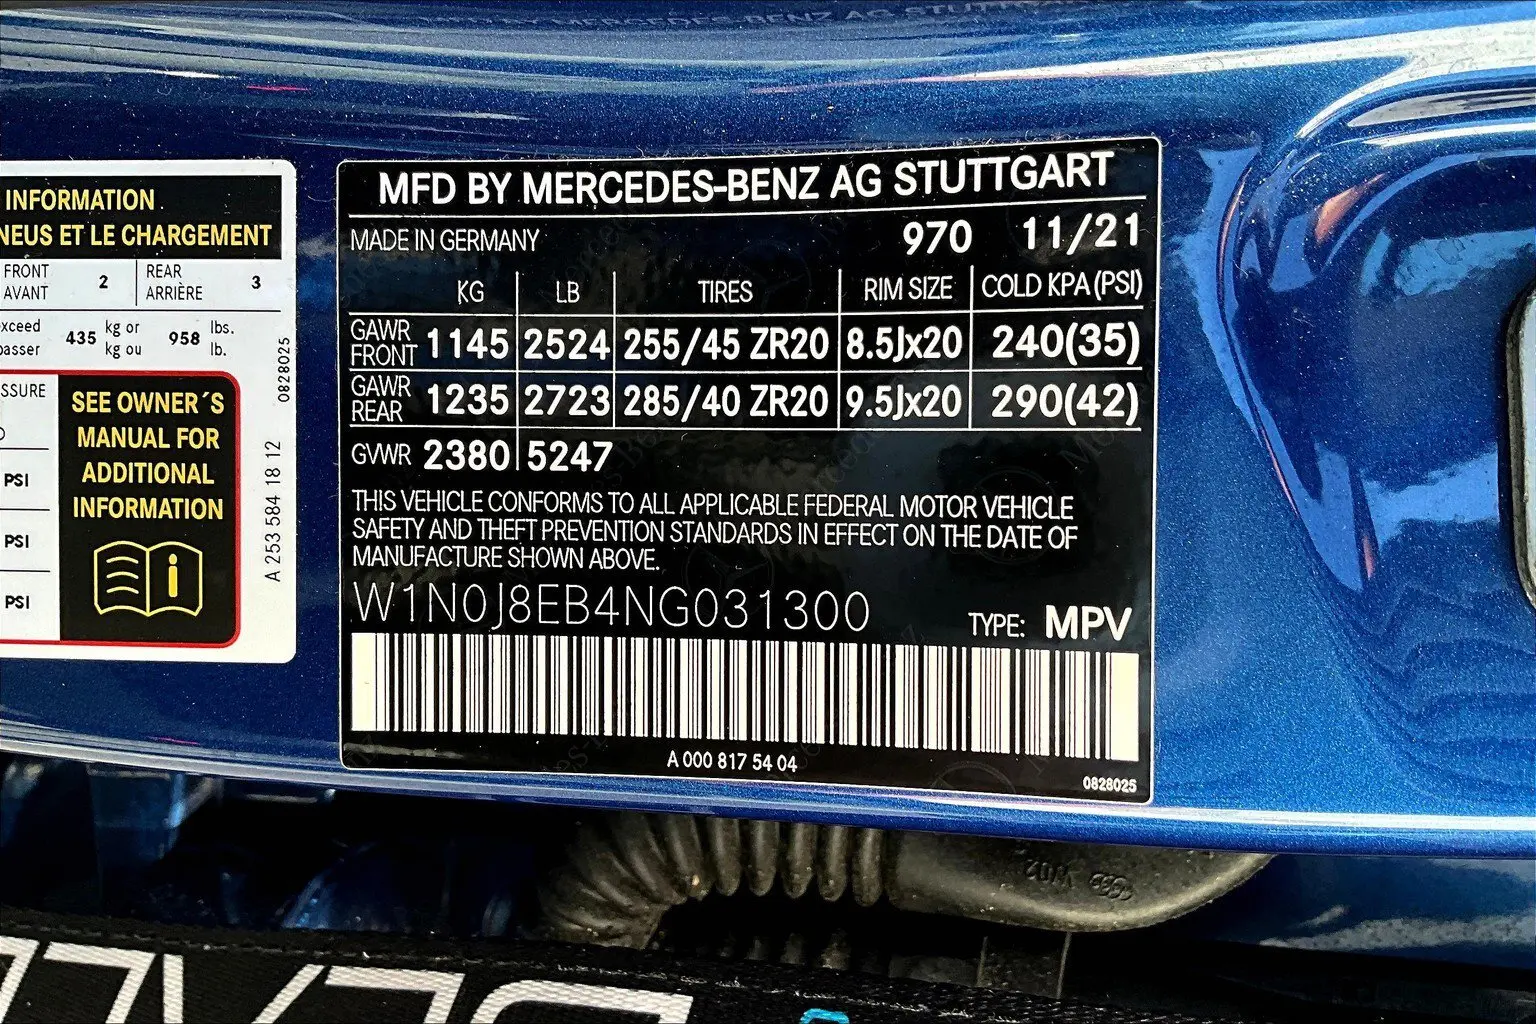 INFORMATION
NEUS ET LE CHARGEMENT
FRONT 2 REAR 3
AVANT ARRIÈRE
435 kg or 958 lbs.
kg ou lb.
0828025
SEE OWNER´S
MANUAL FOR
ADDITIONAL
INFORMATION
PSI
PSI
PSI
A 253 584 18 12
MFD BY MERCEDES-BENZ AG STUTTGART
MADE IN GERMANY 970 11/21
KG LB TIRES RIM SIZE COLD KPA (PSI)
GAWR FRONT 1145 2524 255/45 ZR20 8.5Jx20 240(35)
GAWR REAR 1235 2723 285/40 ZR20 9.5Jx20 290(42)
GVWR 2380 5247
THIS VEHICLE CONFORMS TO ALL APPLICABLE FEDERAL MOTOR VEHICLE
SAFETY AND THEFT PREVENTION STANDARDS IN EFFECT ON THE DATE OF
MANUFACTURE SHOWN ABOVE.
W1N0J8EB4NG031300 TYPE: MPV
A 000 817 54 04
0828025